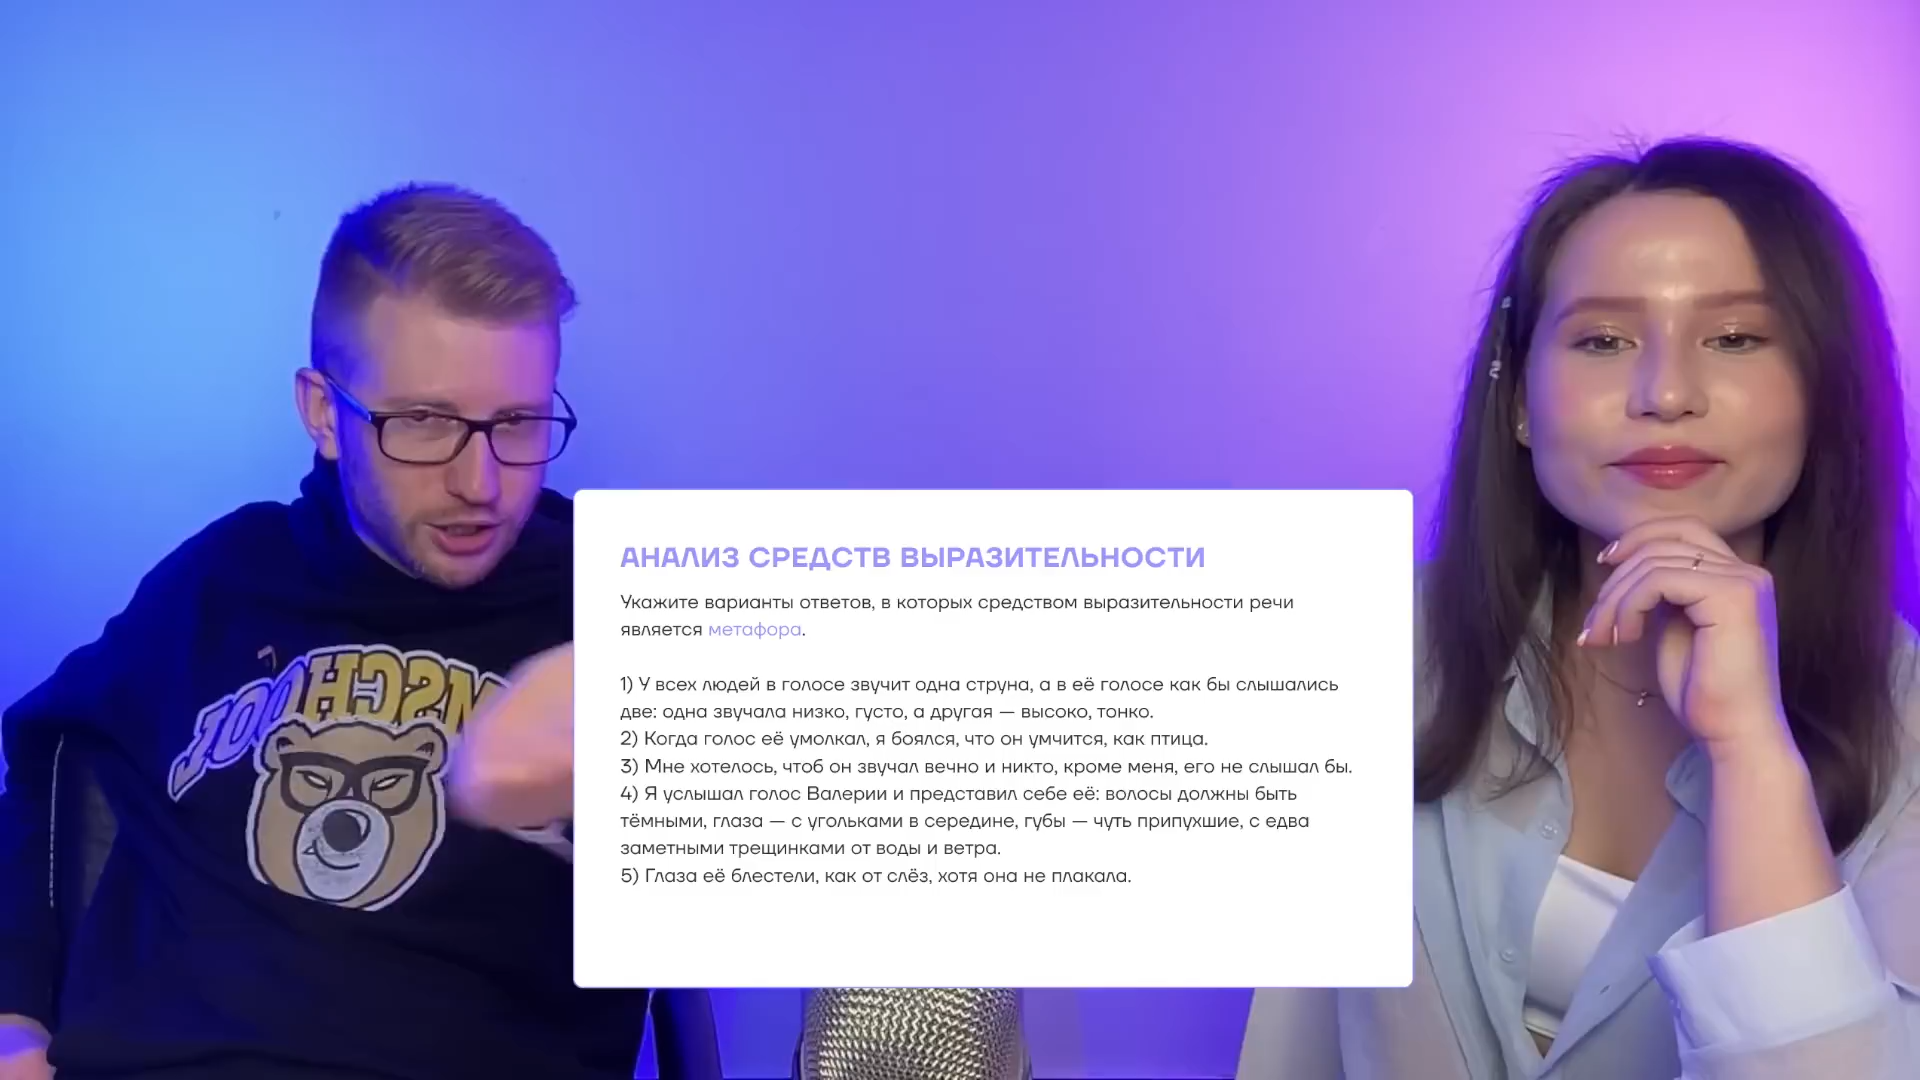 АНАЛИЗ СРЕДСТВ ВЫРАЗИТЕЛЬНОСТИ
Укажите варианты ответов, в которых средством выразительности речи
является метафора.
1) У всех людей в голосе звучит одна струна, а в её голосе как бы слышались
две: одна звучала низко, густо, а другая — высоко, тонко.
2) Когда голос её умолкал, я боялся, что он умчится, как птица.
3) Мне хотелось, чтоб он звучал вечно и никто, кроме меня, его не слышал бы.
4) Я услышал голос Валерии и представил себе её: волосы должны быть
тёмными, глаза — с угольками в середине, губы — чуть припухшие, с едва
заметными трещинками от воды и ветра.
5) Глаза её блестели, как от слёз, хотя она не плакала.